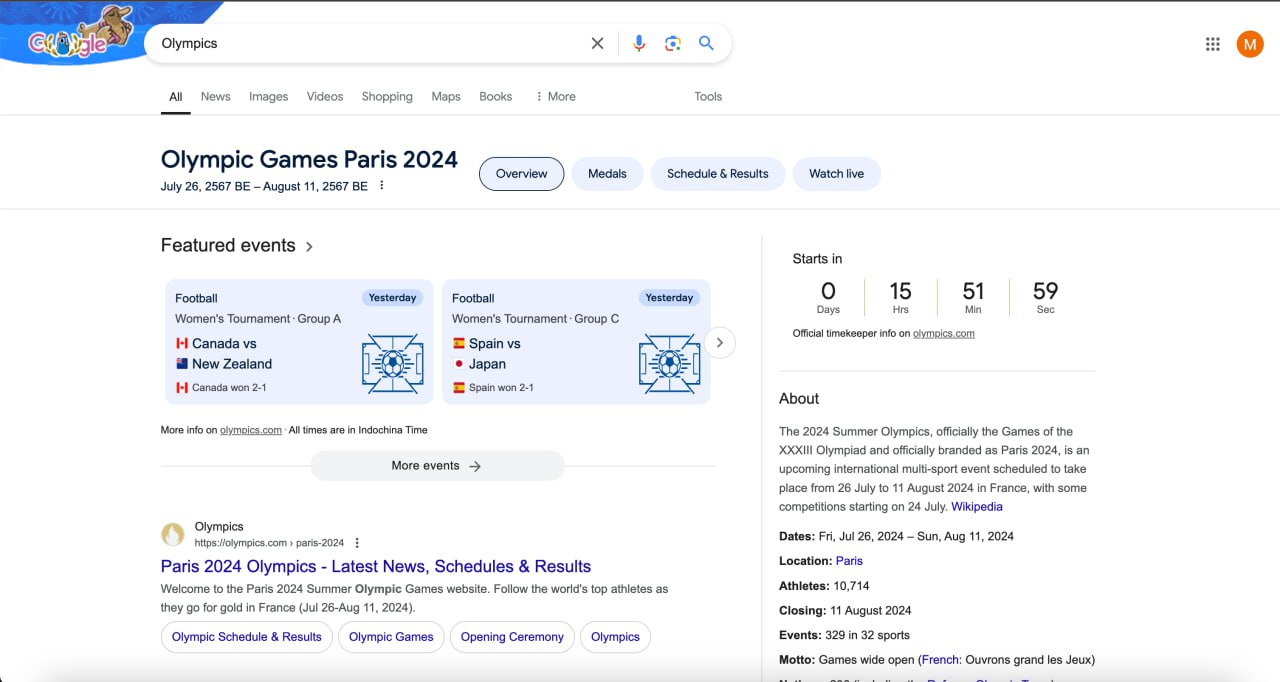 Google
Olympics
M
All News Images Videos Shopping Maps Books More Tools
Olympic Games Paris 2024
July 26, 2567 BE – August 11, 2567 BE
Overview Medals Schedule & Results Watch live
Featured events
Football Yesterday
Women's Tournament · Group A
Canada vs
New Zealand
Canada won 2-1
Football Yesterday
Women's Tournament · Group C
Spain vs
Japan
Spain won 2-1
More info on olympics.com · All times are in Indochina Time
More events
Olympics
https://olympics.com › paris-2024
Paris 2024 Olympics - Latest News, Schedules & Results
Welcome to the Paris 2024 Summer Olympic Games website. Follow the world's top athletes as
they go for gold in France (Jul 26-Aug 11, 2024).
Olympic Schedule & Results Olympic Games Opening Ceremony Olympics
Starts in
0 15 51 59
Days Hrs Min Sec
Official timekeeper info on olympics.com
About
The 2024 Summer Olympics, officially the Games of the
XXXIII Olympiad and officially branded as Paris 2024, is an
upcoming international multi-sport event scheduled to take
place from 26 July to 11 August 2024 in France, with some
competitions starting on 24 July. Wikipedia
Dates: Fri, Jul 26, 2024 – Sun, Aug 11, 2024
Location: Paris
Athletes: 10,714
Closing: 11 August 2024
Events: 329 in 32 sports
Motto: Games wide open (French: Ouvrons grand les Jeux)